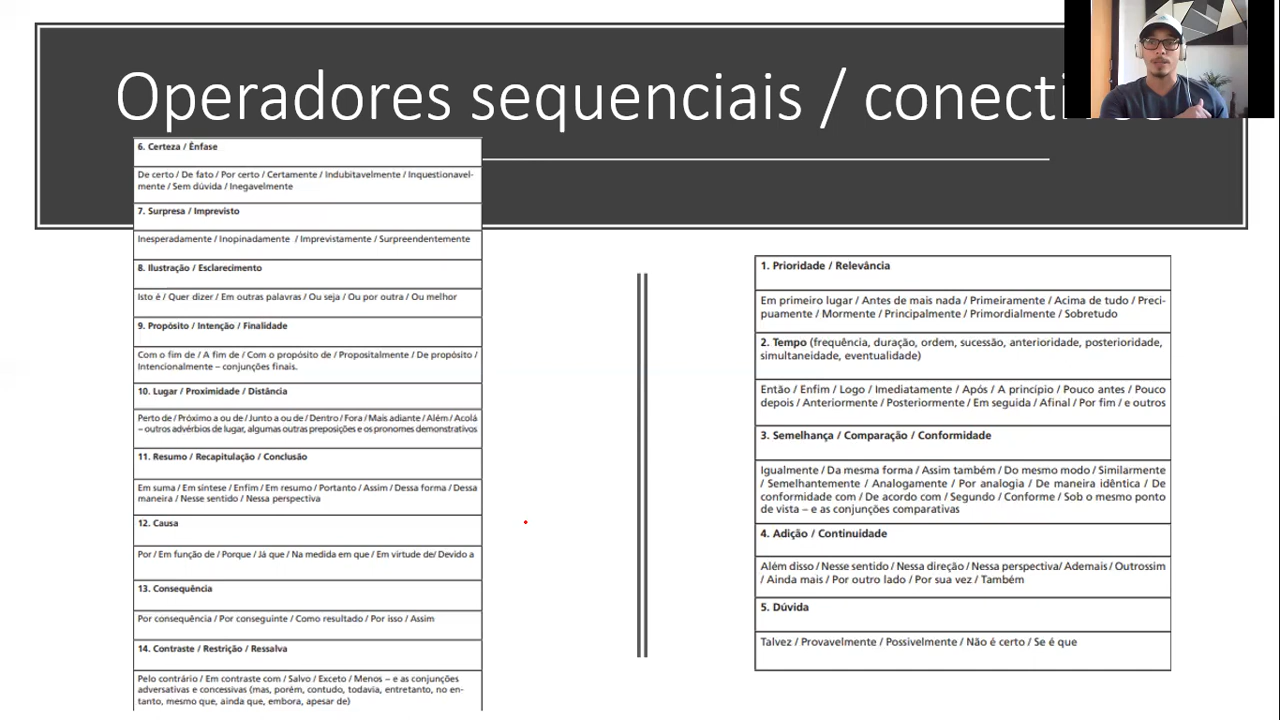 Operadores sequenciais / conecti
6. Certeza / Ênfase
De certo / De fato / Por certo / Certamente / Indubitavelmente / Inquestionavel-
mente / Sem dúvida / Inegavelmente
7. Surpresa / Imprevisto
Inesperadamente / Inopinadamente / Imprevistamente / Surpreendentemente
8. Ilustração / Esclarecimento
Isto é / Quer dizer / Em outras palavras / Ou seja / Ou por outra / Ou melhor
9. Propósito / Intenção / Finalidade
Com o fim de / A fim de / Com o propósito de / Propositalmente / De propósito /
Intencionalmente – conjunções finais.
10. Lugar / Proximidade / Distância
Perto de / Próximo a ou de / Junto a ou de / Dentro / Fora / Mais adiante / Além / Acolá
– outros advérbios de lugar, algumas outras preposições e os pronomes demonstrativos
11. Resumo / Recapitulação / Conclusão
Em suma / Em síntese / Enfim / Em resumo / Portanto / Assim / Dessa forma / Dessa
maneira / Nesse sentido / Nessa perspectiva
12. Causa
Por / Em função de / Porque / Já que / Na medida em que / Em virtude de/ Devido a
13. Consequência
Por consequência / Por conseguinte / Como resultado / Por isso / Assim
14. Contraste / Restrição / Ressalva
Pelo contrário / Em contraste com / Salvo / Exceto / Menos – e as conjunções
adversativas e concessivas (mas, porém, contudo, todavia, entretanto, no en-
tanto, mesmo que, ainda que, embora, apesar de)
1. Prioridade / Relevância
Em primeiro lugar / Antes de mais nada / Primeiramente / Acima de tudo / Preci-
puamente / Mormente / Principalmente / Primordialmente / Sobretudo
2. Tempo (frequência, duração, ordem, sucessão, anterioridade, posterioridade,
simultaneidade, eventualidade)
Então / Enfim / Logo / Imediatamente / Após / A princípio / Pouco antes / Pouco
depois / Anteriormente / Posteriormente / Em seguida / Afinal / Por fim / e outros
3. Semelhança / Comparação / Conformidade
Igualmente / Da mesma forma / Assim também / Do mesmo modo / Similarmente
/ Semelhantemente / Analogamente / Por analogia / De maneira idêntica / De
conformidade com / De acordo com / Segundo / Conforme / Sob o mesmo ponto
de vista – e as conjunções comparativas
4. Adição / Continuidade
Além disso / Nesse sentido / Nessa direção / Nessa perspectiva/ Ademais / Outrossim
/ Ainda mais / Por outro lado / Por sua vez / Também
5. Dúvida
Talvez / Provavelmente / Possivelmente / Não é certo / Se é que